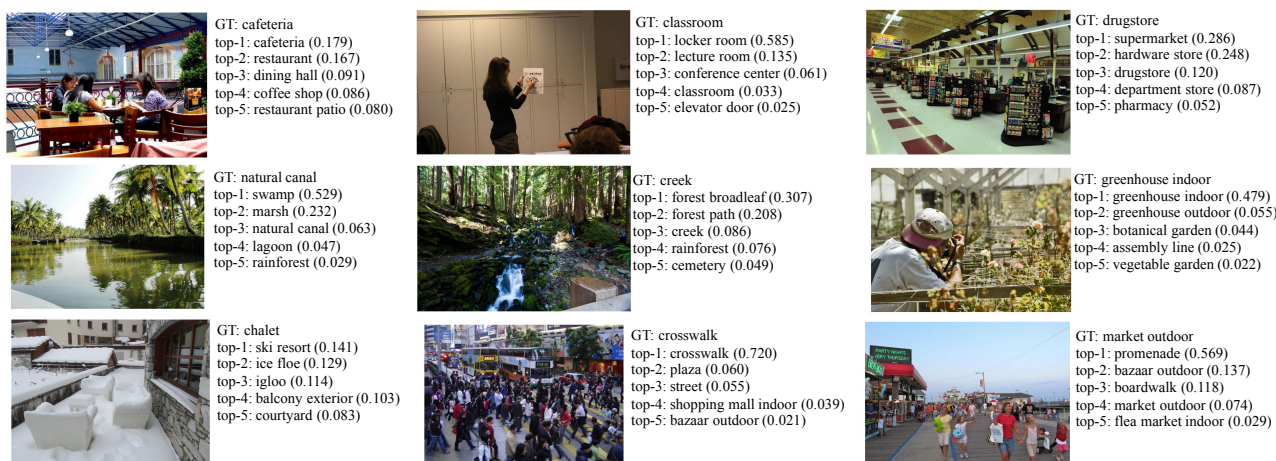 GT: cafeteria
top-1: cafeteria (0.179)
top-2: restaurant (0.167)
top-3: dining hall (0.091)
top-4: coffee shop (0.086)
top-5: restaurant patio (0.080)
GT: classroom
top-1: locker room (0.585)
top-2: lecture room (0.135)
top-3: conference center (0.061)
top-4: classroom (0.033)
top-5: elevator door (0.025)
GT: drugstore
top-1: supermarket (0.286)
top-2: hardware store (0.248)
top-3: drugstore (0.120)
top-4: department store (0.087)
top-5: pharmacy (0.052)
GT: natural canal
top-1: swamp (0.529)
top-2: marsh (0.232)
top-3: natural canal (0.063)
top-4: lagoon (0.047)
top-5: rainforest (0.029)
GT: creek
top-1: forest broadleaf (0.307)
top-2: forest path (0.208)
top-3: creek (0.086)
top-4: rainforest (0.076)
top-5: cemetery (0.049)
GT: greenhouse indoor
top-1: greenhouse indoor (0.479)
top-2: greenhouse outdoor (0.055)
top-3: botanical garden (0.044)
top-4: assembly line (0.025)
top-5: vegetable garden (0.022)
GT: chalet
top-1: ski resort (0.141)
top-2: ice floe (0.129)
top-3: igloo (0.114)
top-4: balcony exterior (0.103)
top-5: courtyard (0.083)
GT: crosswalk
top-1: crosswalk (0.720)
top-2: plaza (0.060)
top-3: street (0.055)
top-4: shopping mall indoor (0.039)
top-5: bazaar outdoor (0.021)
PARTY NIGHTS
EVERY THURSDAY
GT: market outdoor
top-1: promenade (0.569)
top-2: bazaar outdoor (0.137)
top-3: boardwalk (0.118)
top-4: market outdoor (0.074)
top-5: flea market indoor (0.029)